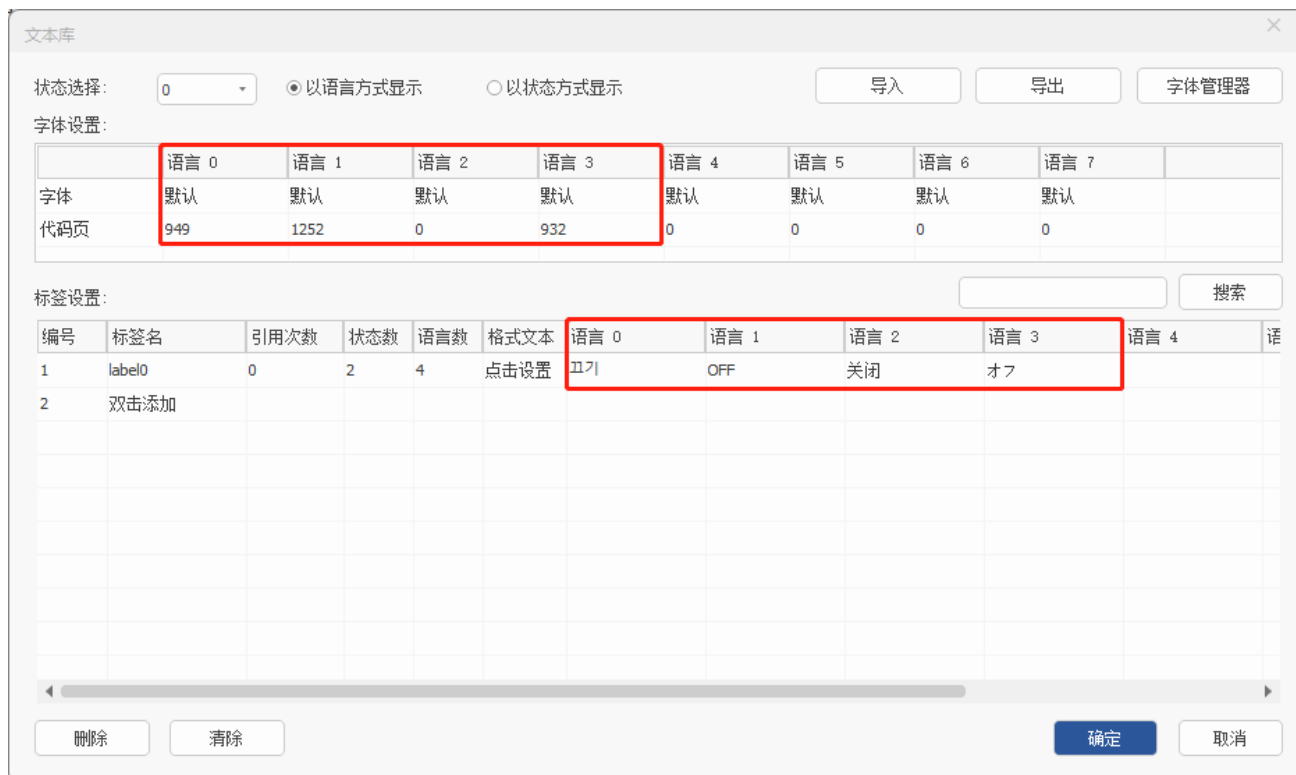 文本库
状态选择: 0 以语言方式显示 以状态方式显示 导入 导出 字体管理器
字体设置:
语言 0 语言 1 语言 2 语言 3 语言 4 语言 5 语言 6 语言 7
字体 默认 默认 默认 默认 默认 默认 默认 默认
代码页 949 1252 0 932 0 0 0 0
标签设置: 搜索
编号 标签名 引用次数 状态数 语言数 格式文本 语言 0 语言 1 语言 2 语言 3 语言 4 语
1 label0 0 2 4 点击设置 끄기 OFF 关闭 オフ
2 双击添加
删除 清除 确定 取消